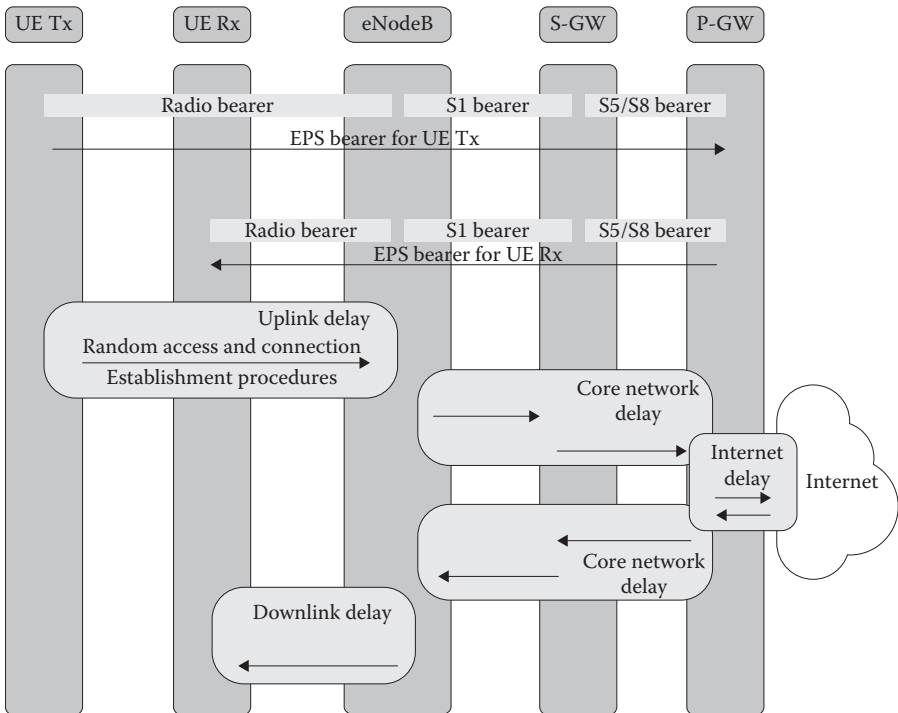 UE Tx
UE Rx
eNodeB
S-GW
P-GW
Radio bearer
S1 bearer
S5/S8 bearer
EPS bearer for UE Tx
Radio bearer
S1 bearer
S5/S8 bearer
EPS bearer for UE Rx
Uplink delay
Random access and connection
Establishment procedures
Core network
delay
Internet
delay
Internet
Core network
delay
Downlink delay